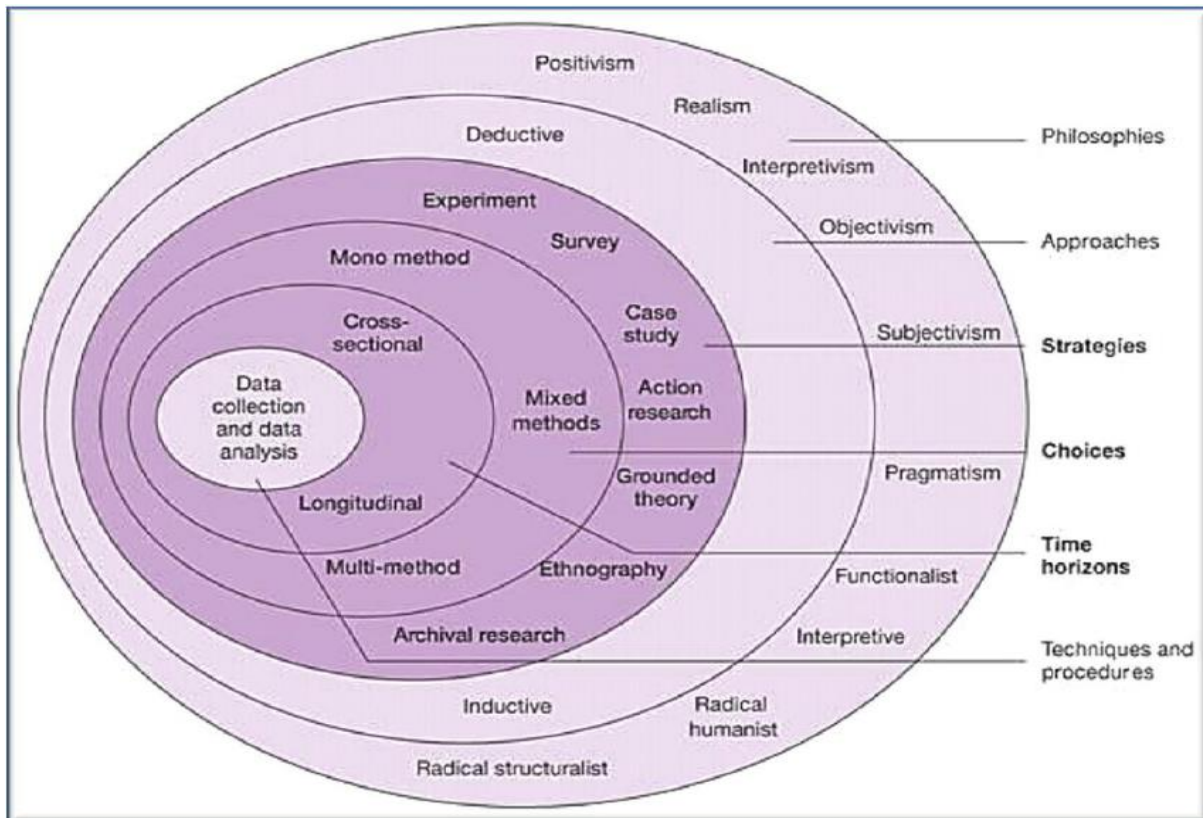 Positivism
Realism
Philosophies
Deductive
Interpretivism
Experiment
Objectivism
Survey
Approaches
Mono method
Case
study
Cross-
sectional
Subjectivism
Strategies
Data
collection
and data
analysis
Mixed
methods
Action
research
Choices
Grounded
theory
Pragmatism
Longitudinal
Time
horizons
Multi-method
Ethnography
Functionalist
Archival research
Interpretive
Techniques and
procedures
Inductive
Radical
humanist
Radical structuralist